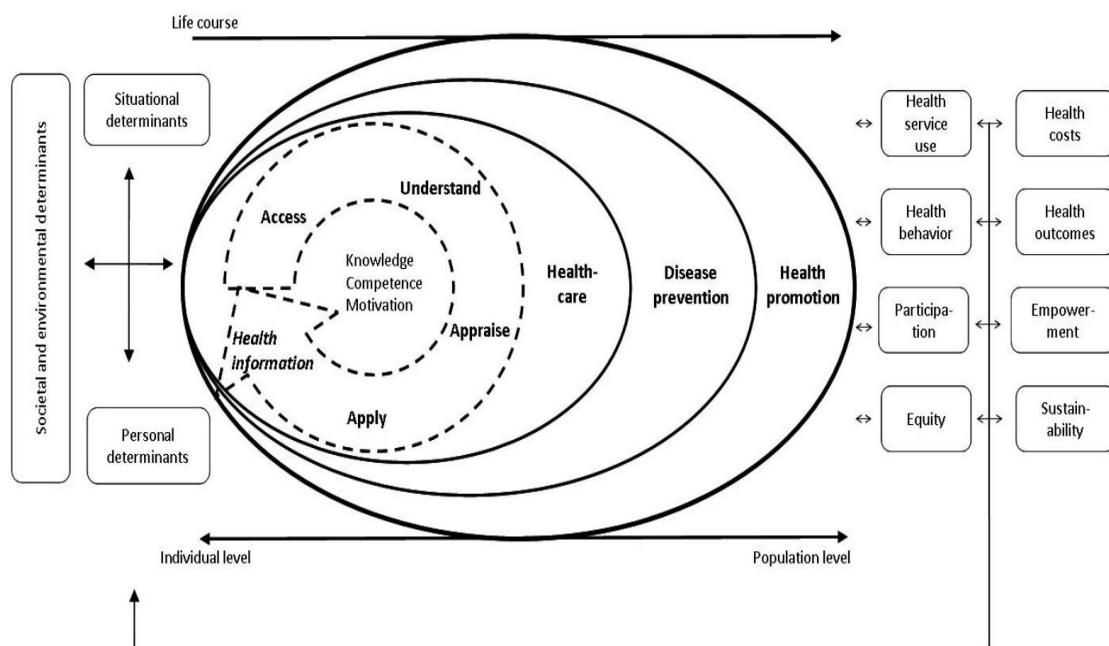 Life course
Societal and environmental determinants
Situational
determinants
Personal
determinants
Access
Understand
Appraise
Apply
Health
information
Knowledge
Competence
Motivation
Health-
care
Disease
prevention
Health
promotion
Health
service
use
Health
costs
Health
behavior
Health
outcomes
Participa-
tion
Empower-
ment
Equity
Sustain-
ability
Individual level
Population level